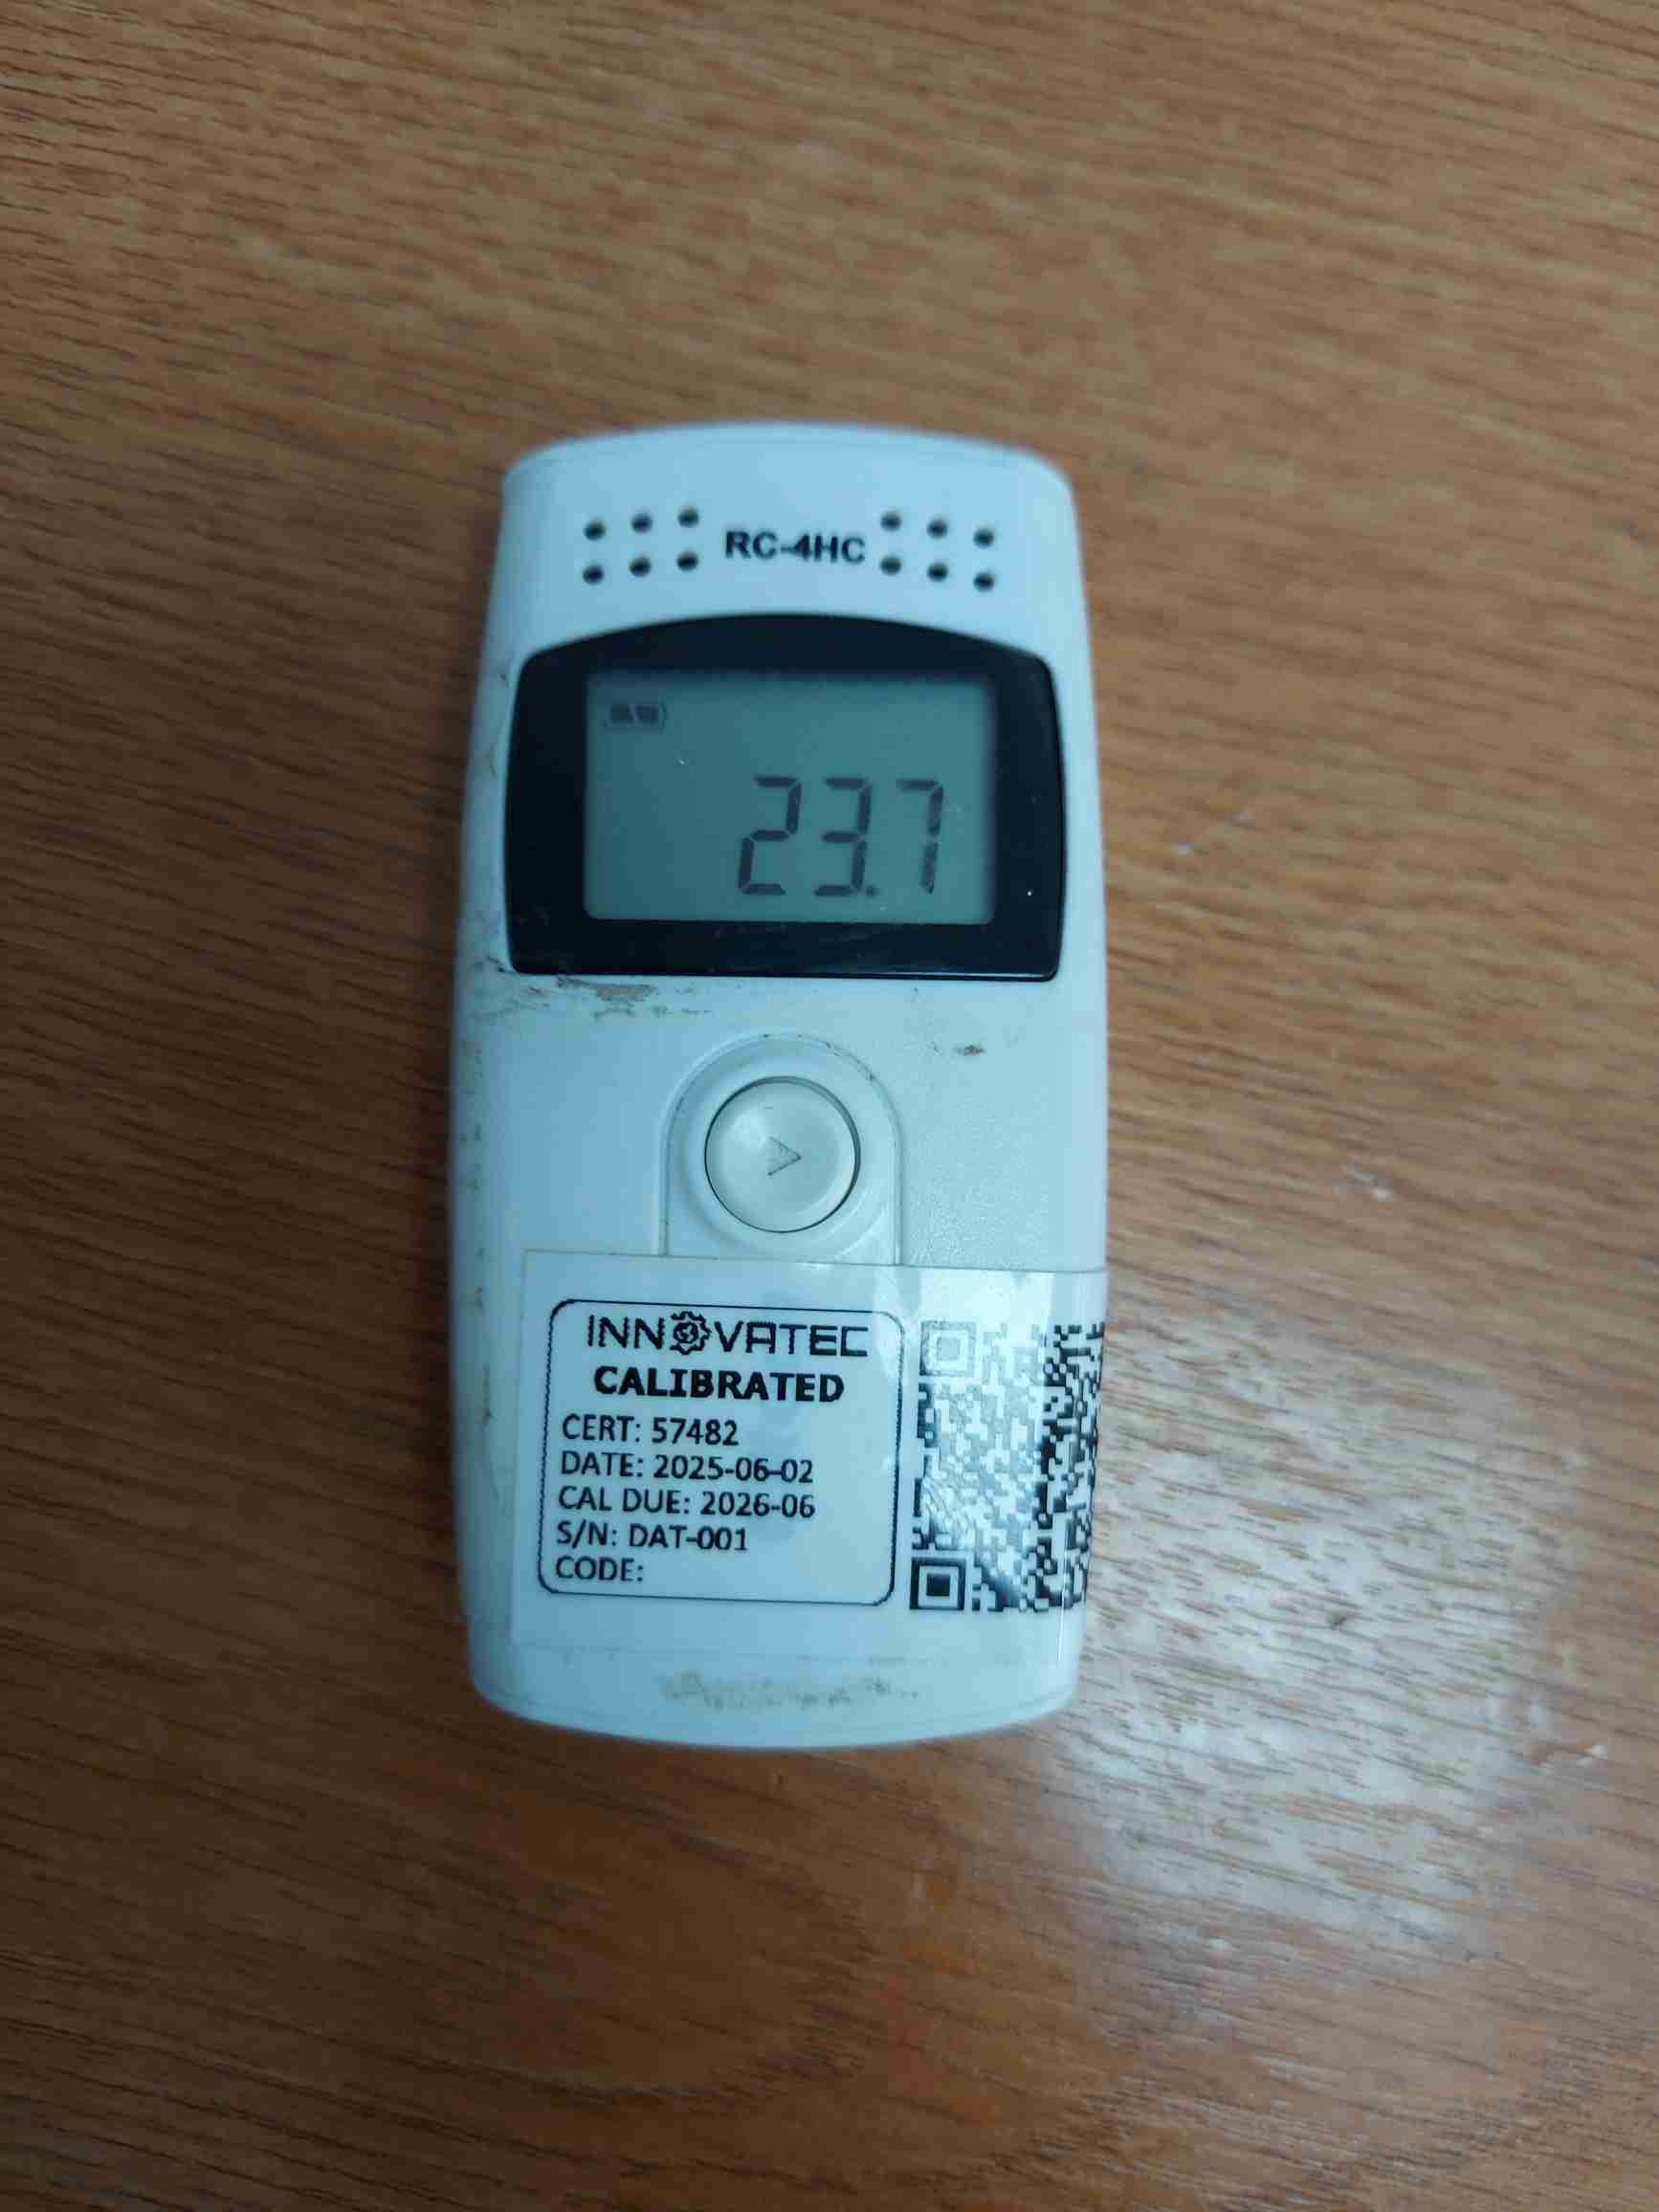 RC-4HC
23.7
INNOVATEC
CALIBRATED
CERT: 57482
DATE: 2025-06-02
CAL DUE: 2026-06
S/N: DAT-001
CODE: